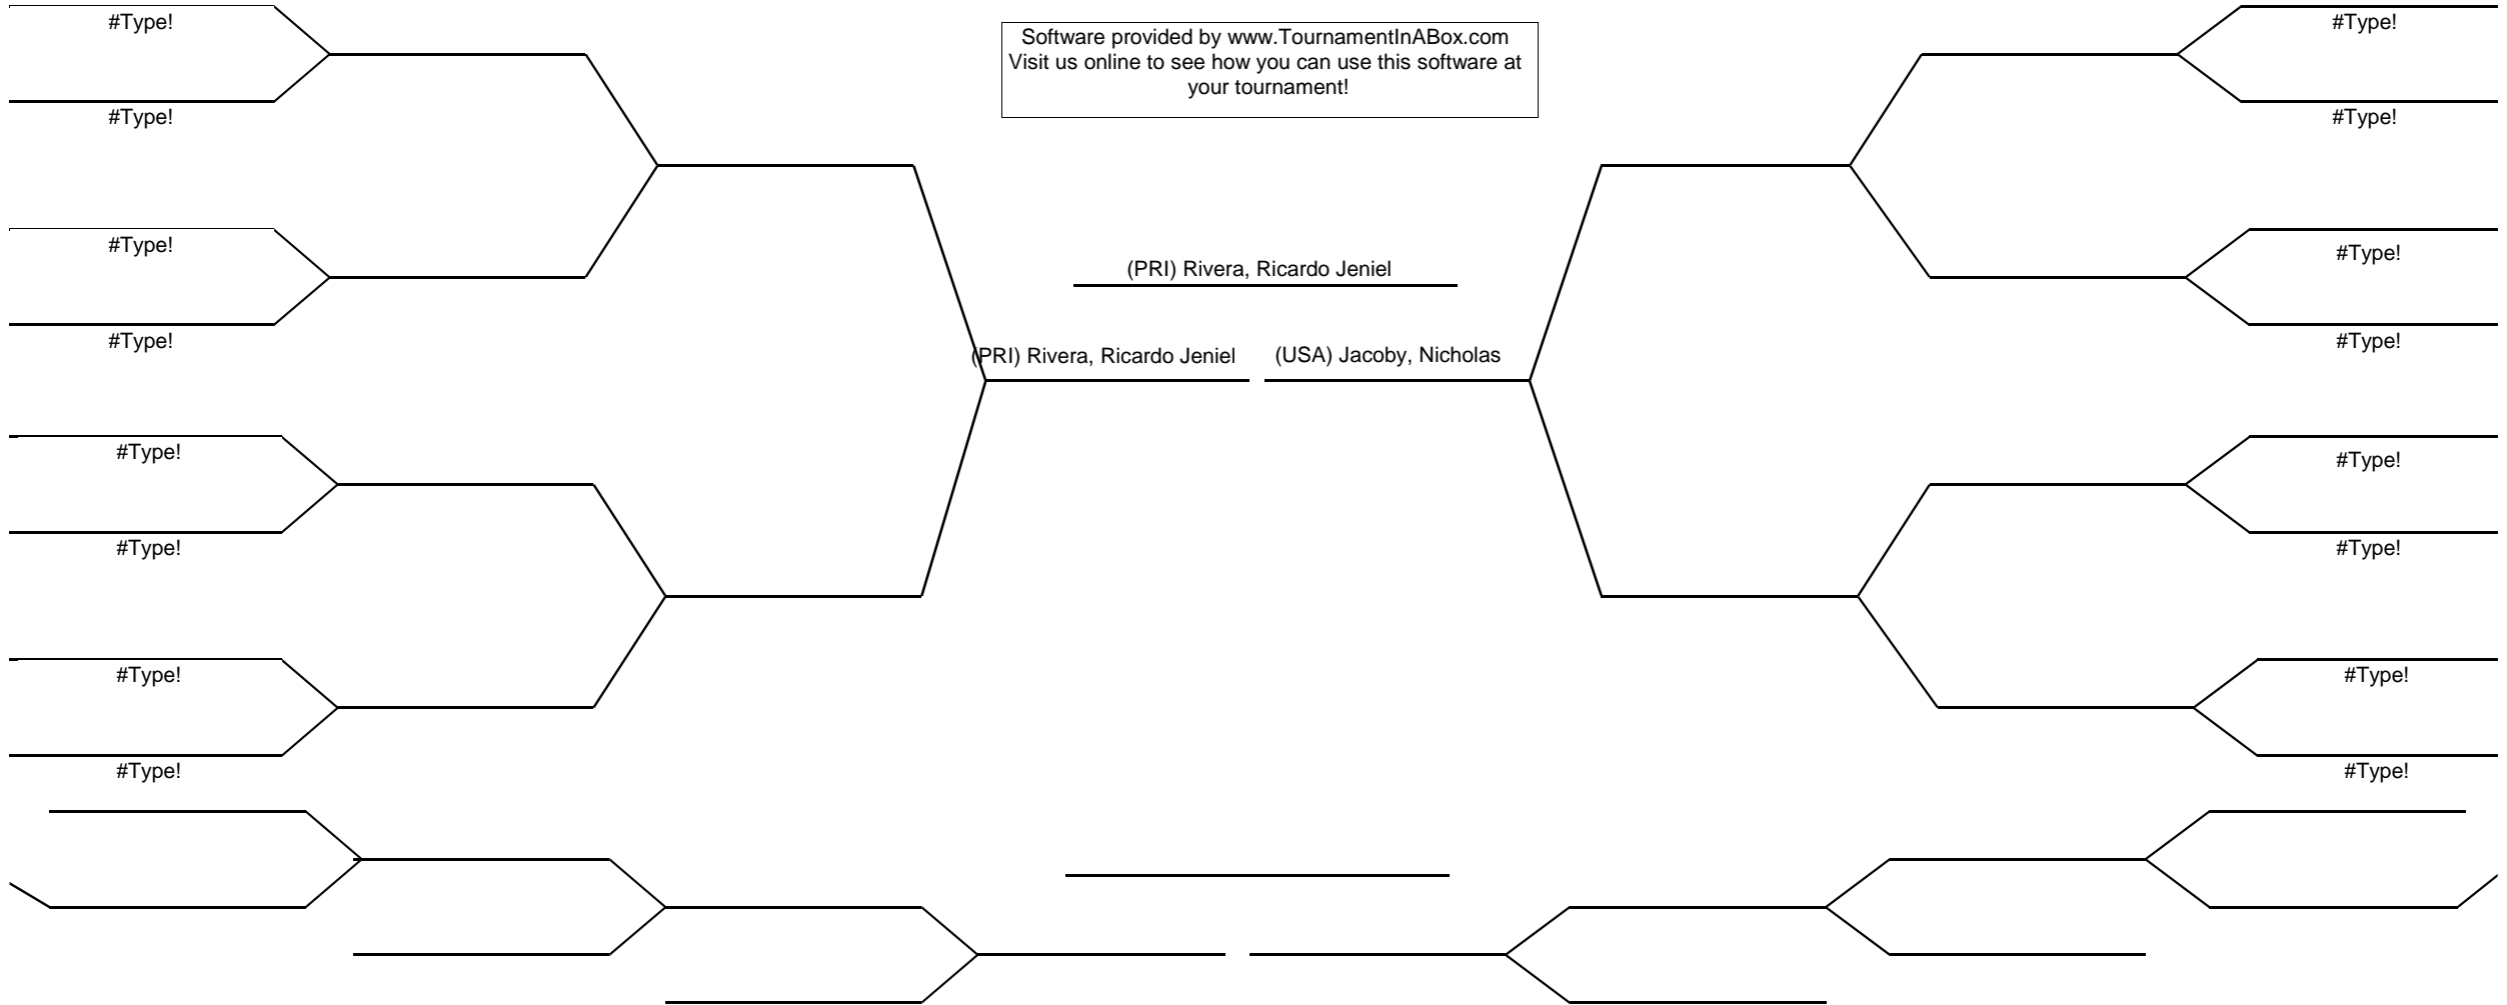 #Type!
#Type!
Software provided by www.TournamentInABox.com
Visit us online to see how you can use this software at
your tournament!
#Type!
#Type!
#Type!
#Type!
(PRI) Rivera, Ricardo Jeniel
#Type!
#Type!
(PRI) Rivera, Ricardo Jeniel
(USA) Jacoby, Nicholas
#Type!
#Type!
#Type!
#Type!
#Type!
#Type!
#Type!
#Type!